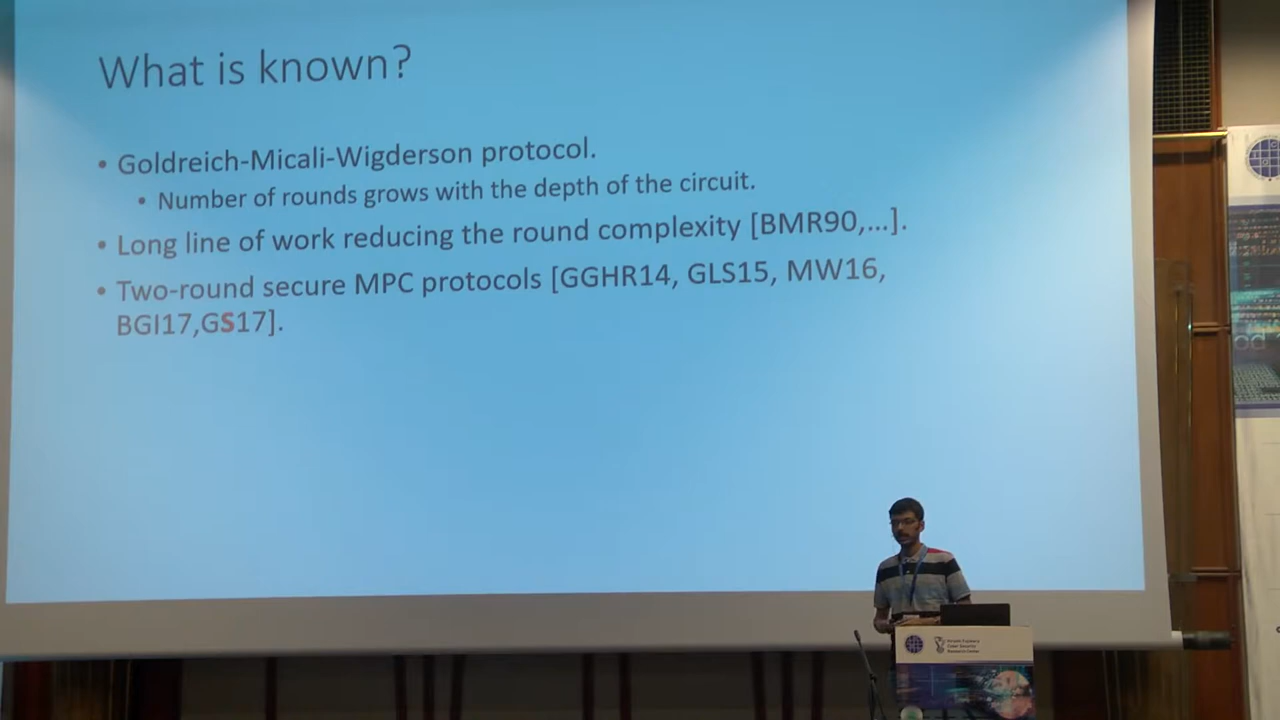 What is known?
• Goldreich-Micali-Wigderson protocol.
• Number of rounds grows with the depth of the circuit.
• Long line of work reducing the round complexity [BMR90,...].
• Two-round secure MPC protocols [GGHR14, GLS15, MW16,
BGI17,GS17].